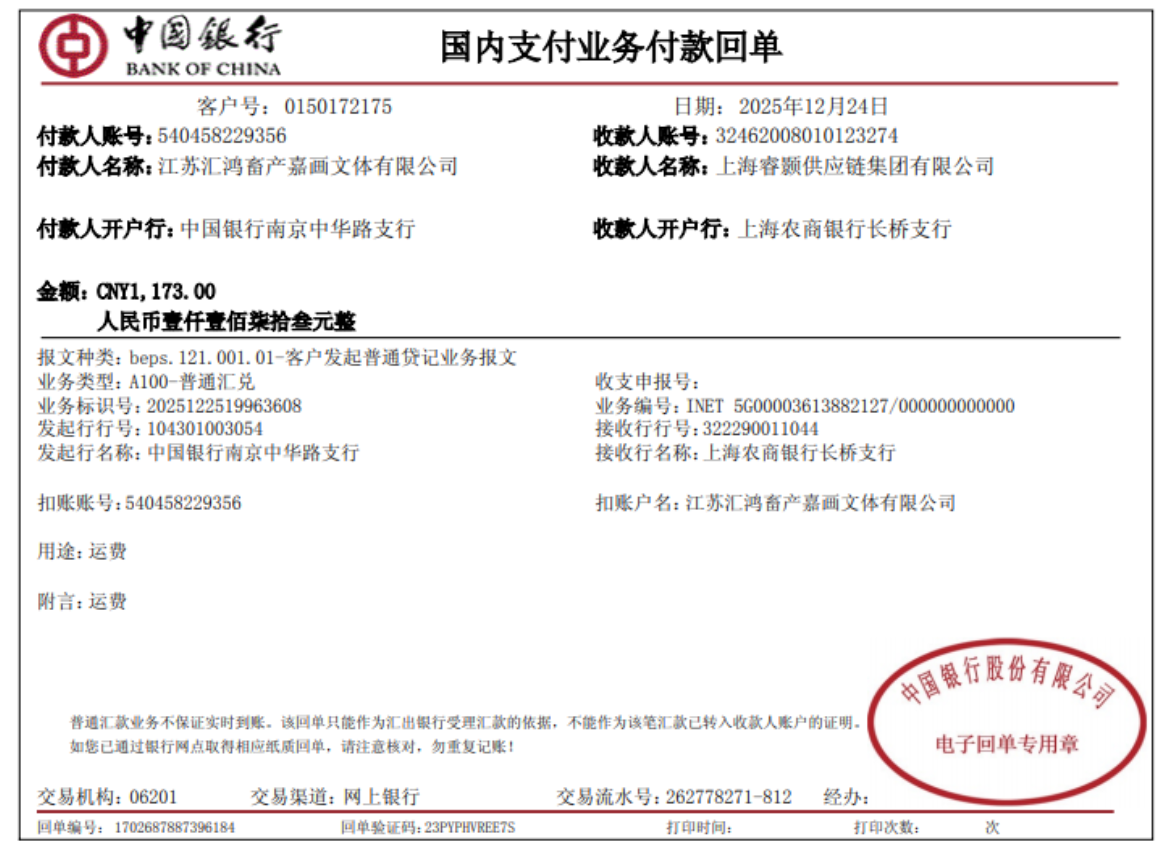 中国银行
BANK OF CHINA
国内支付业务付款回单
客户号：0150172175 日期：2025年12月24日
付款人账号：540458229356 收款人账号：32462008010123274
付款人名称：江苏汇鸿畜产嘉画文体有限公司 收款人名称：上海睿颢供应链集团有限公司
付款人开户行：中国银行南京中华路支行 收款人开户行：上海农商银行长桥支行
金额：CNY1,173.00
人民币壹仟壹佰柒拾叁元整
报文种类：beps.121.001.01-客户发起普通贷记业务报文
业务类型：A100-普通汇兑 收支申报号：
业务标识号：2025122519963608 业务编号：INET 5G00003613882127/000000000000
发起行行号：104301003054 接收行行号：322290011044
发起行名称：中国银行南京中华路支行 接收行名称：上海农商银行长桥支行
扣账账号：540458229356 扣账户名：江苏汇鸿畜产嘉画文体有限公司
用途：运费
附言：运费
中国银行股份有限公司
电子回单专用章
普通汇款业务不保证实时到账。该回单只能作为汇出银行受理汇款的依据，不能作为该笔汇款已转入收款人账户的证明。
如您已通过银行网点取得相应纸质回单，请注意核对，勿重复记账！
交易机构：06201 交易渠道：网上银行 交易流水号：262778271-812 经办：
回单编号：1702687887396184 回单验证码：23PYPHVREE7S 打印时间： 打印次数： 次